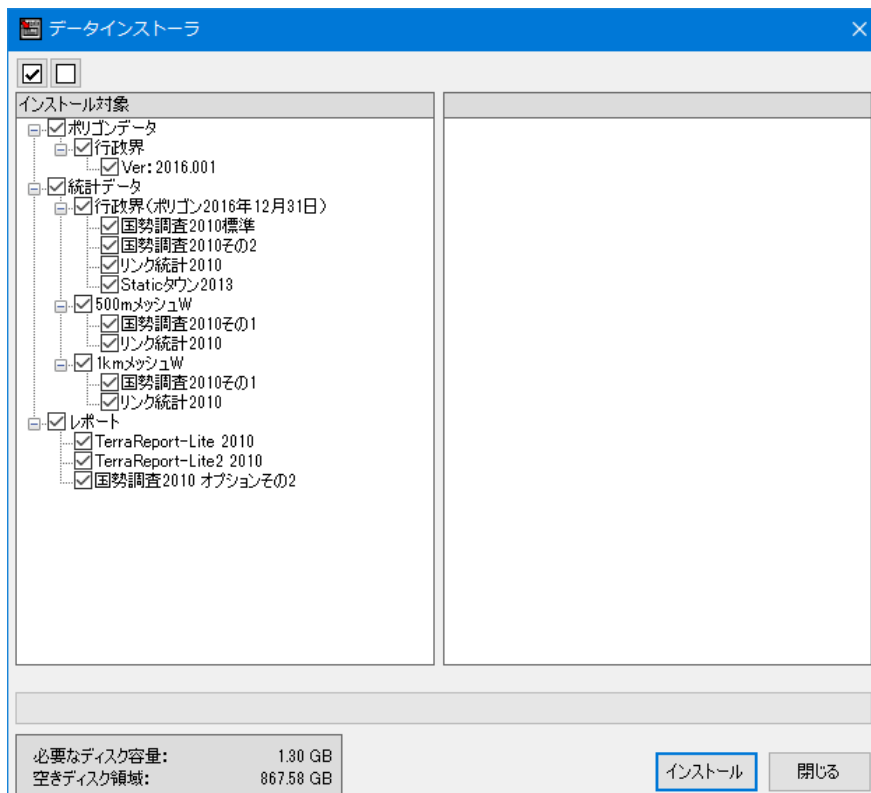 データインストーラ
インストール対象
ポリゴンデータ
行政界
Ver: 2016.001
統計データ
行政界(ポリゴン2016年12月31日)
国勢調査2010標準
国勢調査2010その2
リンク統計2010
Staticタウン2013
500mメッシュW
国勢調査2010その1
リンク統計2010
1kmメッシュW
国勢調査2010その1
リンク統計2010
レポート
TerraReport-Lite 2010
TerraReport-Lite2 2010
国勢調査2010 オプションその2
必要なディスク容量: 1.30 GB
空きディスク領域: 867.58 GB
インストール 閉じる